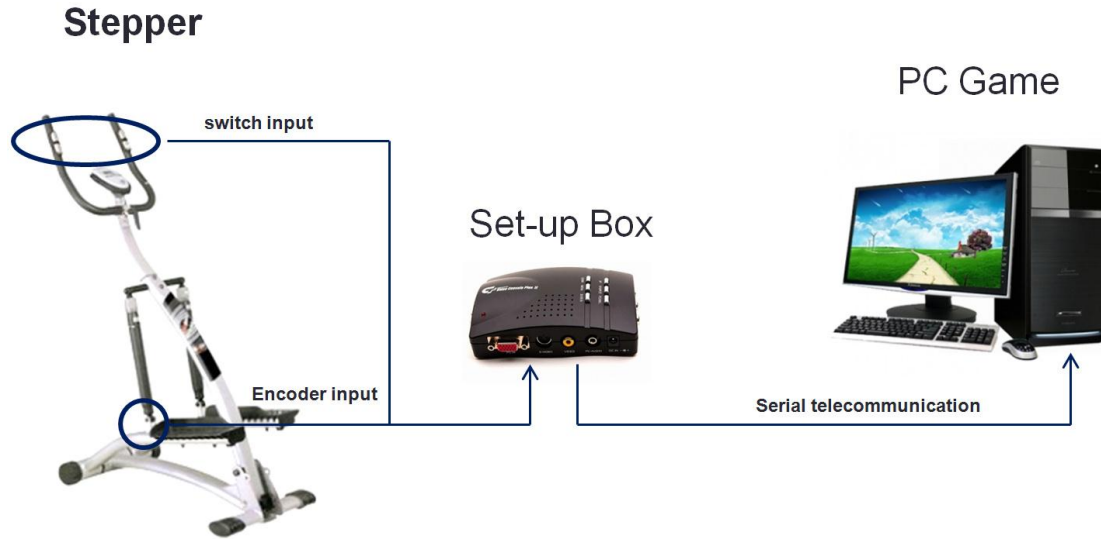 Stepper
PC Game
switch input
Set-up Box
Encoder input
Serial telecommunication